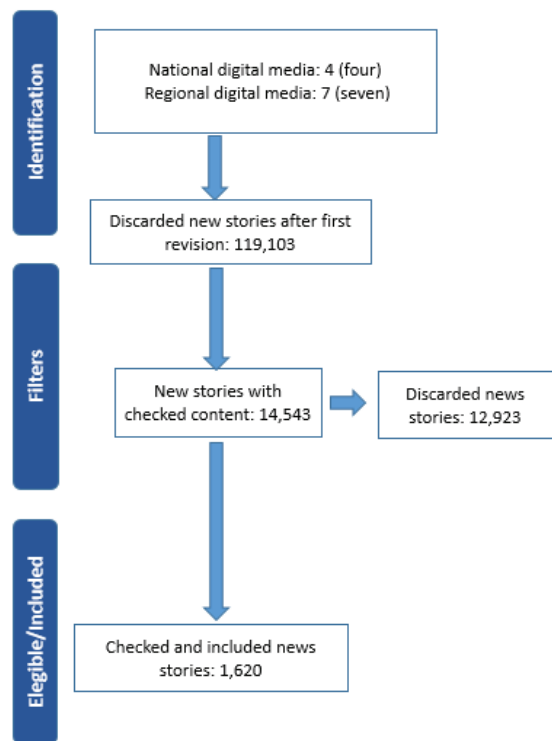 Identification
National digital media: 4 (four)
Regional digital media: 7 (seven)
Discarded new stories after first
revision: 119,103
Filters
New stories with
checked content: 14,543
Discarded news
stories: 12,923
Elegible/Included
Checked and included news
stories: 1,620